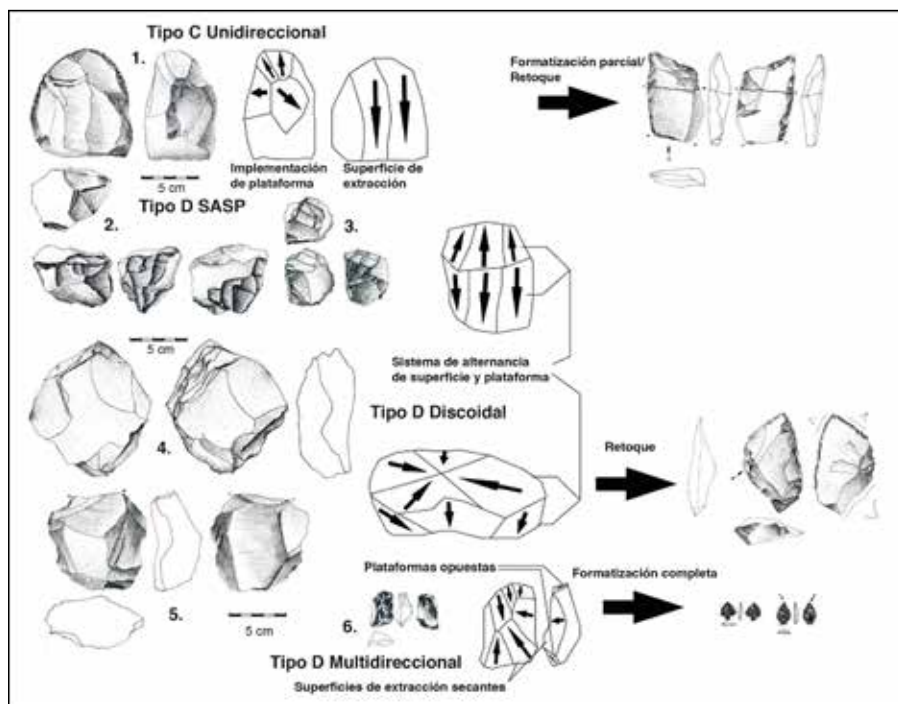 Tipo C Unidireccional
1.
Formatización parcial/
Retoque
Implementación
de plataforma
Superficie de
extracción
5 cm
Tipo D SASP
2.
3.
5 cm
Sistema de alternancia
de superficie y plataforma
Tipo D Discoidal
4.
Retoque
Plataformas opuestas
Formatización completa
5.
5 cm
6.
Tipo D Multidireccional
Superficies de extracción secantes